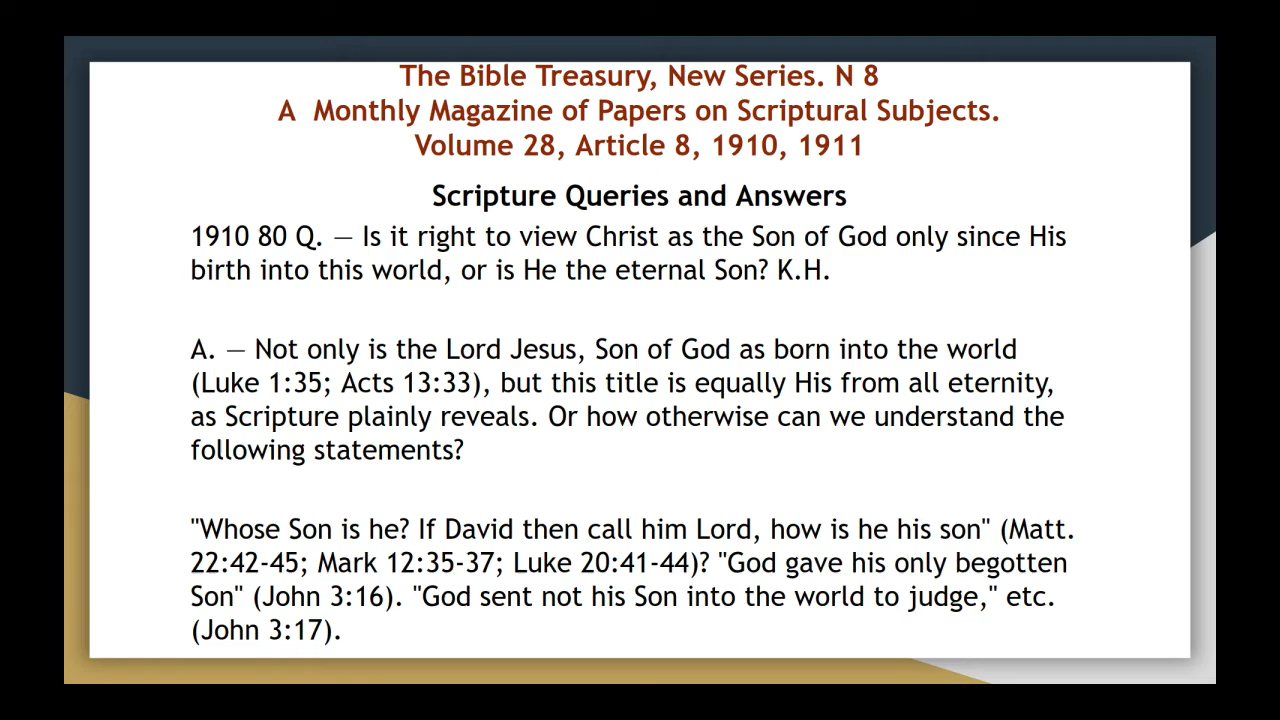 The Bible Treasury, New Series. N 8
A  Monthly Magazine of Papers on Scriptural Subjects.
Volume 28, Article 8, 1910, 1911
Scripture Queries and Answers
1910 80 Q. — Is it right to view Christ as the Son of God only since His
birth into this world, or is He the eternal Son? K.H.
A. — Not only is the Lord Jesus, Son of God as born into the world
(Luke 1:35; Acts 13:33), but this title is equally His from all eternity,
as Scripture plainly reveals. Or how otherwise can we understand the
following statements?
"Whose Son is he? If David then call him Lord, how is he his son" (Matt.
22:42-45; Mark 12:35-37; Luke 20:41-44)? "God gave his only begotten
Son" (John 3:16). "God sent not his Son into the world to judge," etc.
(John 3:17).